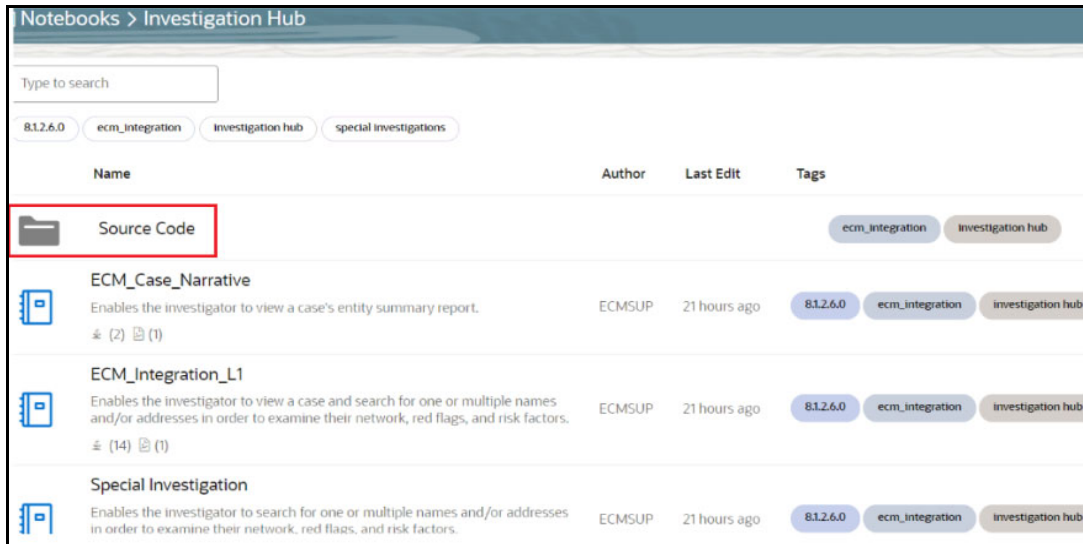 Notebooks > Investigation Hub
Type to search
8.1.2.6.0 ecm_integration investigation hub special investigations
Name Author Last Edit Tags
Source Code ecm_integration investigation hub
ECM_Case_Narrative
Enables the investigator to view a case's entity summary report. ECMSUP 21 hours ago 8.1.2.6.0 ecm_integration investigation hub
(2) (1)
ECM_Integration_L1
Enables the investigator to view a case and search for one or multiple names
and/or addresses in order to examine their network, red flags, and risk factors. ECMSUP 21 hours ago 8.1.2.6.0 ecm_integration investigation hub
(14) (1)
Special Investigation
Enables the investigator to search for one or multiple names and/or addresses
in order to examine their network, red flags, and risk factors. ECMSUP 21 hours ago 8.1.2.6.0 ecm_integration investigation hub